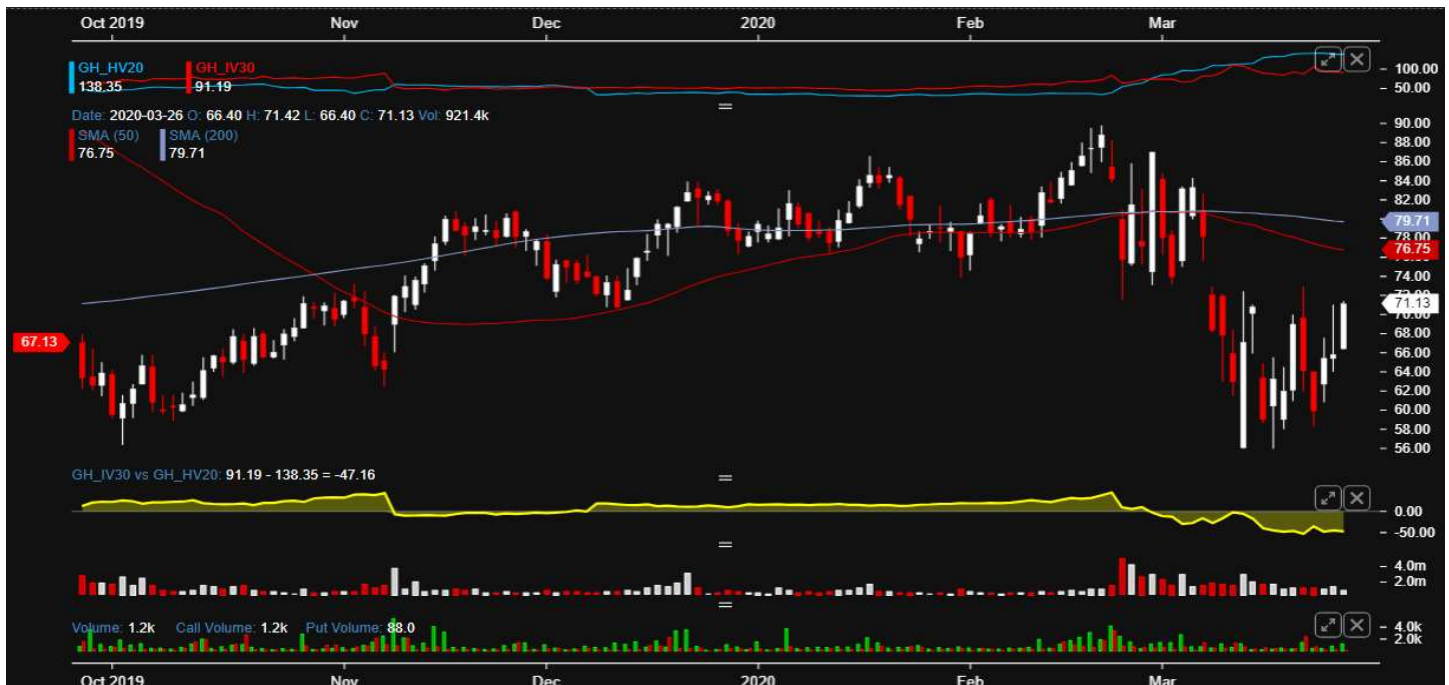 Oct 2019 Nov Dec 2020 Feb Mar
GH_HV20 GH_IV30
138.35 91.19
100.00
50.00
Date: 2020-03-26 O: 66.40 H: 71.42 L: 66.40 C: 71.13 Vol: 921.4k
SMA (50) SMA (200)
76.75 79.71
90.00
88.00
86.00
84.00
82.00
79.71
78.00
76.75
74.00
71.13
70.00
67.13
68.00
66.00
64.00
62.00
60.00
58.00
56.00
GH_IV30 vs GH_HV20: 91.19 - 138.35 = -47.16
0.00
-50.00
4.0m
2.0m
Volume: 1.2k Call Volume: 1.2k Put Volume: 88.0
4.0k
2.0k
Oct 2019 Nov Dec 2020 Feb Mar